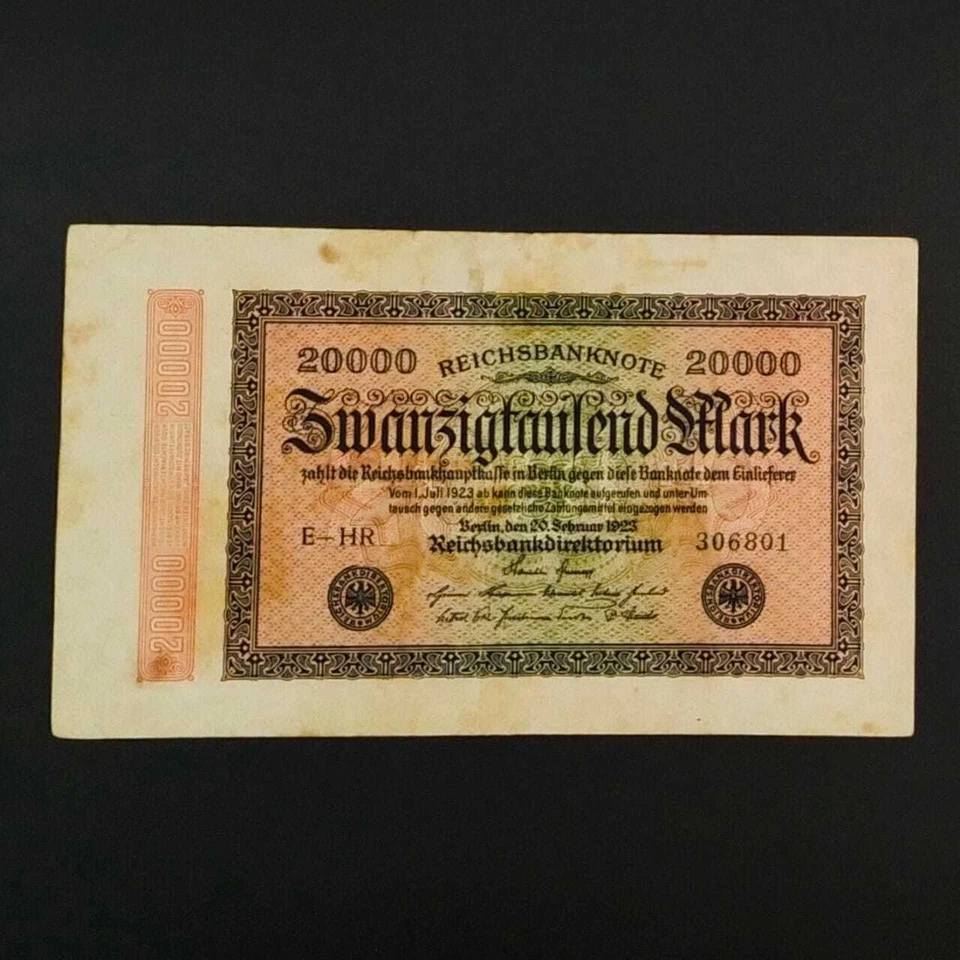 20000 REICHSBANKNOTE 20000
Zwanzigtausend Mark
zahlt die Reichsbankhauptkasse in Berlin gegen diese Banknote dem Einlieferer
Vom 1. Juli 1923 ab kann diese Banknote aufgerufen und unter Um-
tausch gegen andere gesetzliche Zahlungsmittel eingezogen werden
Berlin, den 20. Februar 1923
E-HR Reichsbankdirektorium 306801
REICHSBANKDIREKTORIUM
REICHSBANKDIREKTORIUM
20000
20000